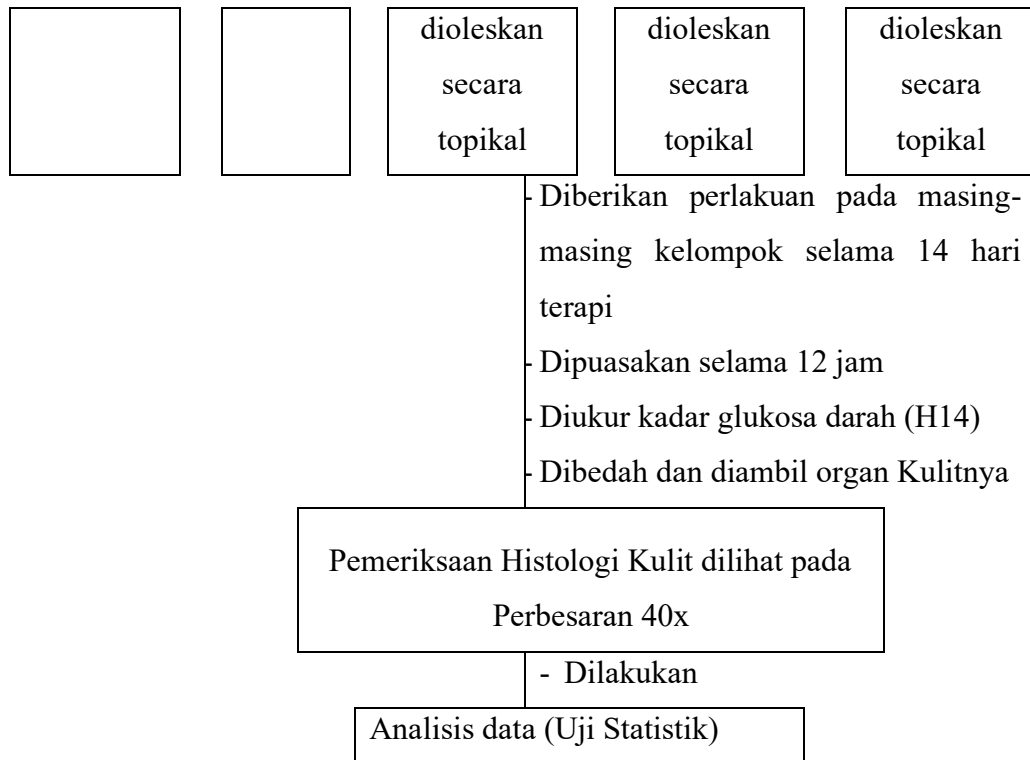 dioleskan
secara
topikal
dioleskan
secara
topikal
dioleskan
secara
topikal
- Diberikan perlakuan pada masing-
masing kelompok selama 14 hari
terapi
- Dipuasakan selama 12 jam
- Diukur kadar glukosa darah (H14)
- Dibedah dan diambil organ Kulitnya
Pemeriksaan Histologi Kulit dilihat pada
Perbesaran 40x
- Dilakukan
Analisis data (Uji Statistik)